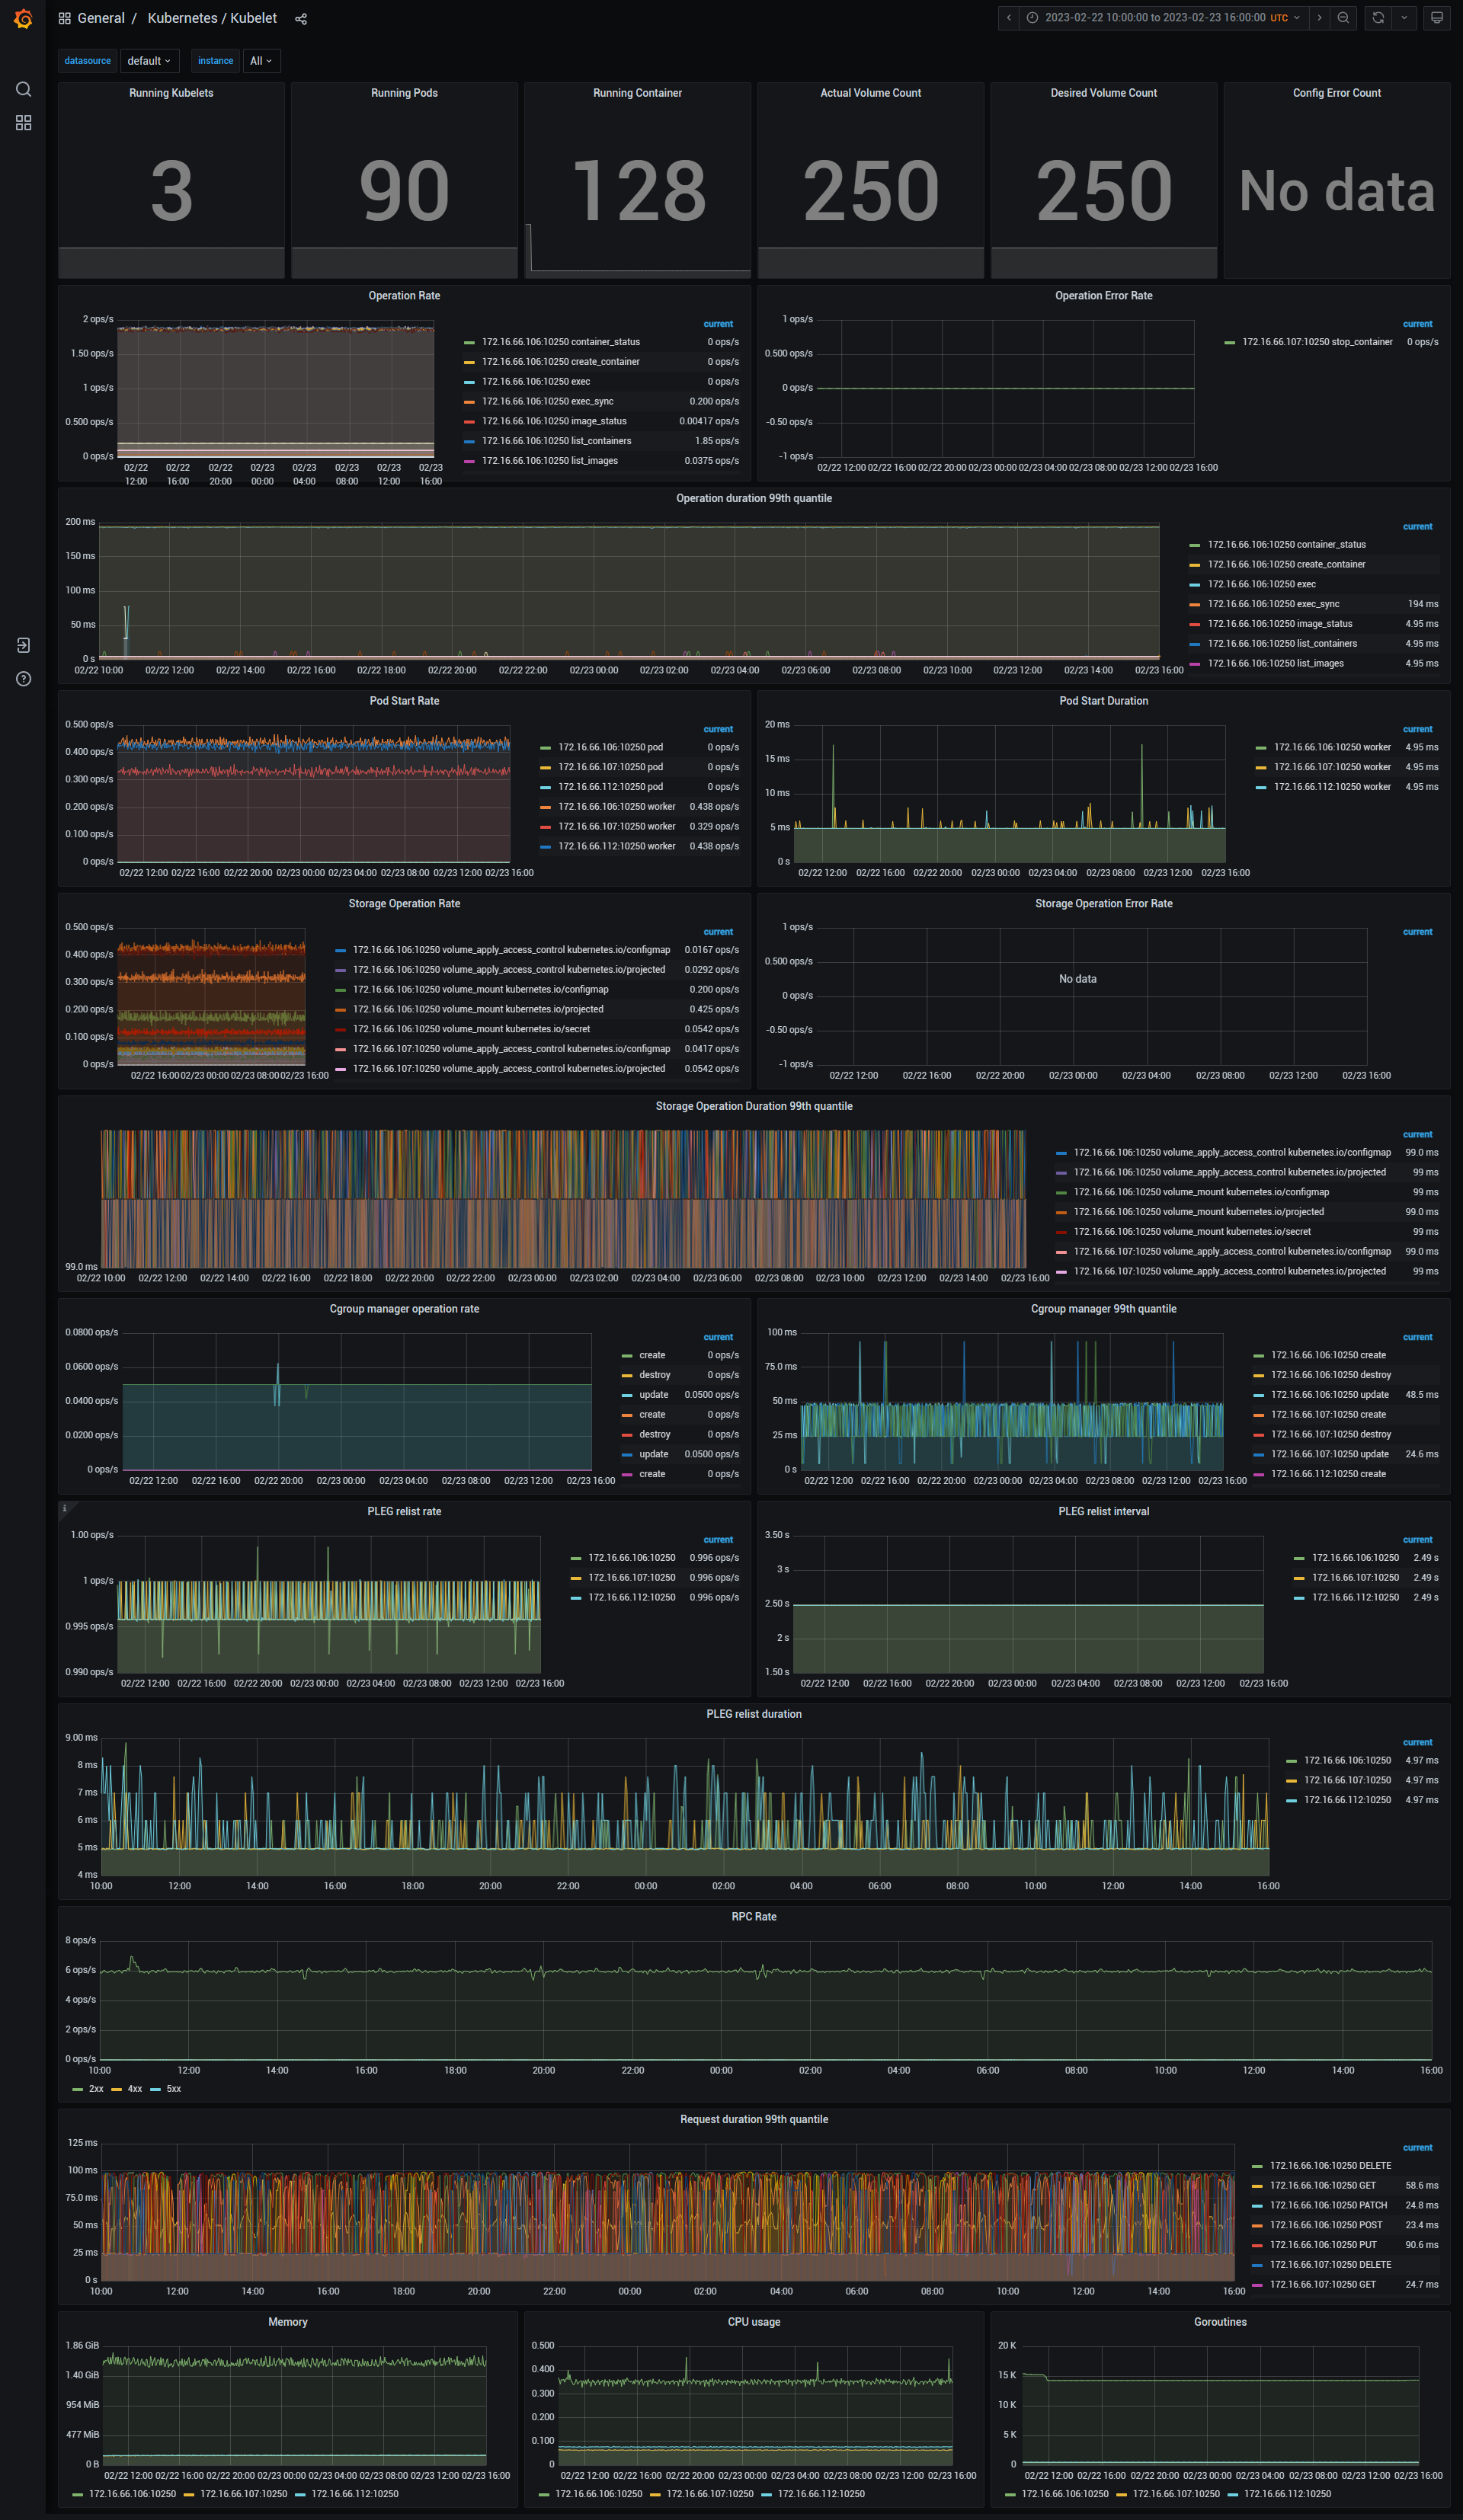 General / Kubernetes / Kubelet
2023-02-22 10:00:00 to 2023-02-23 16:00:00 UTC
datasource default instance All
Running Kubelets
3
Running Pods
90
Running Container
128
Actual Volume Count
250
Desired Volume Count
250
Config Error Count
No data
Operation Rate
2 ops/s
1.50 ops/s
1 ops/s
0.500 ops/s
0 ops/s
02/22 12:00 02/22 16:00 02/22 20:00 02/23 00:00 02/23 04:00 02/23 08:00 02/23 12:00 02/23 16:00
current
172.16.66.106:10250 container_status 0 ops/s
172.16.66.106:10250 create_container 0 ops/s
172.16.66.106:10250 exec 0 ops/s
172.16.66.106:10250 exec_sync 0.200 ops/s
172.16.66.106:10250 image_status 0.00417 ops/s
172.16.66.106:10250 list_containers 1.85 ops/s
172.16.66.106:10250 list_images 0.0375 ops/s
Operation Error Rate
1 ops/s
0.500 ops/s
0 ops/s
-0.50 ops/s
-1 ops/s
02/22 12:00 02/22 16:00 02/22 20:00 02/23 00:00 02/23 04:00 02/23 08:00 02/23 12:00 02/23 16:00
current
172.16.66.107:10250 stop_container 0 ops/s
Operation duration 99th quantile
200 ms
150 ms
100 ms
50 ms
0 s
02/22 10:00 02/22 12:00 02/22 14:00 02/22 16:00 02/22 18:00 02/22 20:00 02/22 22:00 02/23 00:00 02/23 02:00 02/23 04:00 02/23 06:00 02/23 08:00 02/23 10:00 02/23 12:00 02/23 14:00 02/23 16:00
current
172.16.66.106:10250 container_status
172.16.66.106:10250 create_container
172.16.66.106:10250 exec
172.16.66.106:10250 exec_sync 194 ms
172.16.66.106:10250 image_status 4.95 ms
172.16.66.106:10250 list_containers 4.95 ms
172.16.66.106:10250 list_images 4.95 ms
Pod Start Rate
0.500 ops/s
0.400 ops/s
0.300 ops/s
0.200 ops/s
0.100 ops/s
0 ops/s
02/22 12:00 02/22 16:00 02/22 20:00 02/23 00:00 02/23 04:00 02/23 08:00 02/23 12:00 02/23 16:00
current
172.16.66.106:10250 pod 0 ops/s
172.16.66.107:10250 pod 0 ops/s
172.16.66.112:10250 pod 0 ops/s
172.16.66.106:10250 worker 0.438 ops/s
172.16.66.107:10250 worker 0.329 ops/s
172.16.66.112:10250 worker 0.438 ops/s
Pod Start Duration
20 ms
15 ms
10 ms
5 ms
0 s
02/22 12:00 02/22 16:00 02/22 20:00 02/23 00:00 02/23 04:00 02/23 08:00 02/23 12:00 02/23 16:00
current
172.16.66.106:10250 worker 4.95 ms
172.16.66.107:10250 worker 4.95 ms
172.16.66.112:10250 worker 4.95 ms
Storage Operation Rate
0.500 ops/s
0.400 ops/s
0.300 ops/s
0.200 ops/s
0.100 ops/s
0 ops/s
02/22 16:00 02/23 00:00 02/23 08:00 02/23 16:00
current
172.16.66.106:10250 volume_apply_access_control kubernetes.io/configmap 0.0167 ops/s
172.16.66.106:10250 volume_apply_access_control kubernetes.io/projected 0.0292 ops/s
172.16.66.106:10250 volume_mount kubernetes.io/configmap 0.200 ops/s
172.16.66.106:10250 volume_mount kubernetes.io/projected 0.425 ops/s
172.16.66.106:10250 volume_mount kubernetes.io/secret 0.0542 ops/s
172.16.66.107:10250 volume_apply_access_control kubernetes.io/configmap 0.0417 ops/s
172.16.66.107:10250 volume_apply_access_control kubernetes.io/projected 0.0542 ops/s
Storage Operation Error Rate
1 ops/s
0.500 ops/s
0 ops/s
-0.50 ops/s
-1 ops/s
No data
02/22 12:00 02/22 16:00 02/22 20:00 02/23 00:00 02/23 04:00 02/23 08:00 02/23 12:00 02/23 16:00
current
Storage Operation Duration 99th quantile
99.0 ms
02/22 10:00 02/22 12:00 02/22 14:00 02/22 16:00 02/22 18:00 02/22 20:00 02/22 22:00 02/23 00:00 02/23 02:00 02/23 04:00 02/23 06:00 02/23 08:00 02/23 10:00 02/23 12:00 02/23 14:00 02/23 16:00
current
172.16.66.106:10250 volume_apply_access_control kubernetes.io/configmap 99.0 ms
172.16.66.106:10250 volume_apply_access_control kubernetes.io/projected 99 ms
172.16.66.106:10250 volume_mount kubernetes.io/configmap 99 ms
172.16.66.106:10250 volume_mount kubernetes.io/projected 99.0 ms
172.16.66.106:10250 volume_mount kubernetes.io/secret 99 ms
172.16.66.107:10250 volume_apply_access_control kubernetes.io/configmap 99.0 ms
172.16.66.107:10250 volume_apply_access_control kubernetes.io/projected 99 ms
Cgroup manager operation rate
0.0800 ops/s
0.0600 ops/s
0.0400 ops/s
0.0200 ops/s
0 ops/s
02/22 12:00 02/22 16:00 02/22 20:00 02/23 00:00 02/23 04:00 02/23 08:00 02/23 12:00 02/23 16:00
current
create 0 ops/s
destroy 0 ops/s
update 0.0500 ops/s
create 0 ops/s
destroy 0 ops/s
update 0.0500 ops/s
create 0 ops/s
Cgroup manager 99th quantile
100 ms
75.0 ms
50 ms
25 ms
0 s
02/22 12:00 02/22 16:00 02/22 20:00 02/23 00:00 02/23 04:00 02/23 08:00 02/23 12:00 02/23 16:00
current
172.16.66.106:10250 create
172.16.66.106:10250 destroy
172.16.66.106:10250 update 48.5 ms
172.16.66.107:10250 create
172.16.66.107:10250 destroy
172.16.66.107:10250 update 24.6 ms
172.16.66.112:10250 create
PLEG relist rate
1.00 ops/s
1 ops/s
0.995 ops/s
0.990 ops/s
02/22 12:00 02/22 16:00 02/22 20:00 02/23 00:00 02/23 04:00 02/23 08:00 02/23 12:00 02/23 16:00
current
172.16.66.106:10250 0.996 ops/s
172.16.66.107:10250 0.996 ops/s
172.16.66.112:10250 0.996 ops/s
PLEG relist interval
3.50 s
3 s
2.50 s
2 s
1.50 s
02/22 12:00 02/22 16:00 02/22 20:00 02/23 00:00 02/23 04:00 02/23 08:00 02/23 12:00 02/23 16:00
current
172.16.66.106:10250 2.49 s
172.16.66.107:10250 2.49 s
172.16.66.112:10250 2.49 s
PLEG relist duration
9.00 ms
8 ms
7 ms
6 ms
5 ms
4 ms
10:00 12:00 14:00 16:00 18:00 20:00 22:00 00:00 02:00 04:00 06:00 08:00 10:00 12:00 14:00 16:00
current
172.16.66.106:10250 4.97 ms
172.16.66.107:10250 4.97 ms
172.16.66.112:10250 4.97 ms
RPC Rate
8 ops/s
6 ops/s
4 ops/s
2 ops/s
0 ops/s
10:00 12:00 14:00 16:00 18:00 20:00 22:00 00:00 02:00 04:00 06:00 08:00 10:00 12:00 14:00 16:00
2xx 4xx 5xx
Request duration 99th quantile
125 ms
100 ms
75.0 ms
50 ms
25 ms
0 s
10:00 12:00 14:00 16:00 18:00 20:00 22:00 00:00 02:00 04:00 06:00 08:00 10:00 12:00 14:00 16:00
current
172.16.66.106:10250 DELETE
172.16.66.106:10250 GET 58.6 ms
172.16.66.106:10250 PATCH 24.8 ms
172.16.66.106:10250 POST 23.4 ms
172.16.66.106:10250 PUT 90.6 ms
172.16.66.107:10250 DELETE
172.16.66.107:10250 GET 24.7 ms
Memory
1.86 GiB
1.40 GiB
954 MiB
477 MiB
0 B
02/22 12:00 02/22 16:00 02/22 20:00 02/23 00:00 02/23 04:00 02/23 08:00 02/23 12:00 02/23 16:00
172.16.66.106:10250 172.16.66.107:10250 172.16.66.112:10250
CPU usage
0.500
0.400
0.300
0.200
0.100
0
02/22 12:00 02/22 16:00 02/22 20:00 02/23 00:00 02/23 04:00 02/23 08:00 02/23 12:00 02/23 16:00
172.16.66.106:10250 172.16.66.107:10250 172.16.66.112:10250
Goroutines
20 K
15 K
10 K
5 K
0
02/22 12:00 02/22 16:00 02/22 20:00 02/23 00:00 02/23 04:00 02/23 08:00 02/23 12:00 02/23 16:00
172.16.66.106:10250 172.16.66.107:10250 172.16.66.112:10250